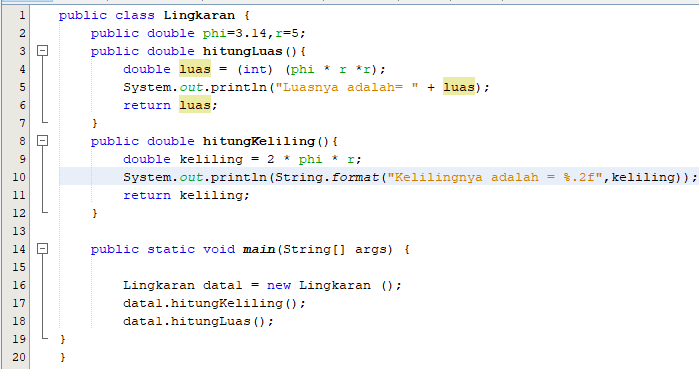 1 public class Lingkaran {
2 public double phi=3.14,r=5;
3 public double hitungLuas(){
4 double luas = (int) (phi * r *r);
5 System.out.println("Luasnya adalah= " + luas);
6 return luas;
7 }
8 public double hitungKeliling(){
9 double keliling = 2 * phi * r;
10 System.out.println(String.format("Kelilingnya adalah = %.2f",keliling));
11 return keliling;
12 }
13
14 public static void main(String[] args) {
15
16 Lingkaran data1 = new Lingkaran ();
17 data1.hitungKeliling();
18 data1.hitungLuas();
19 }
20 }